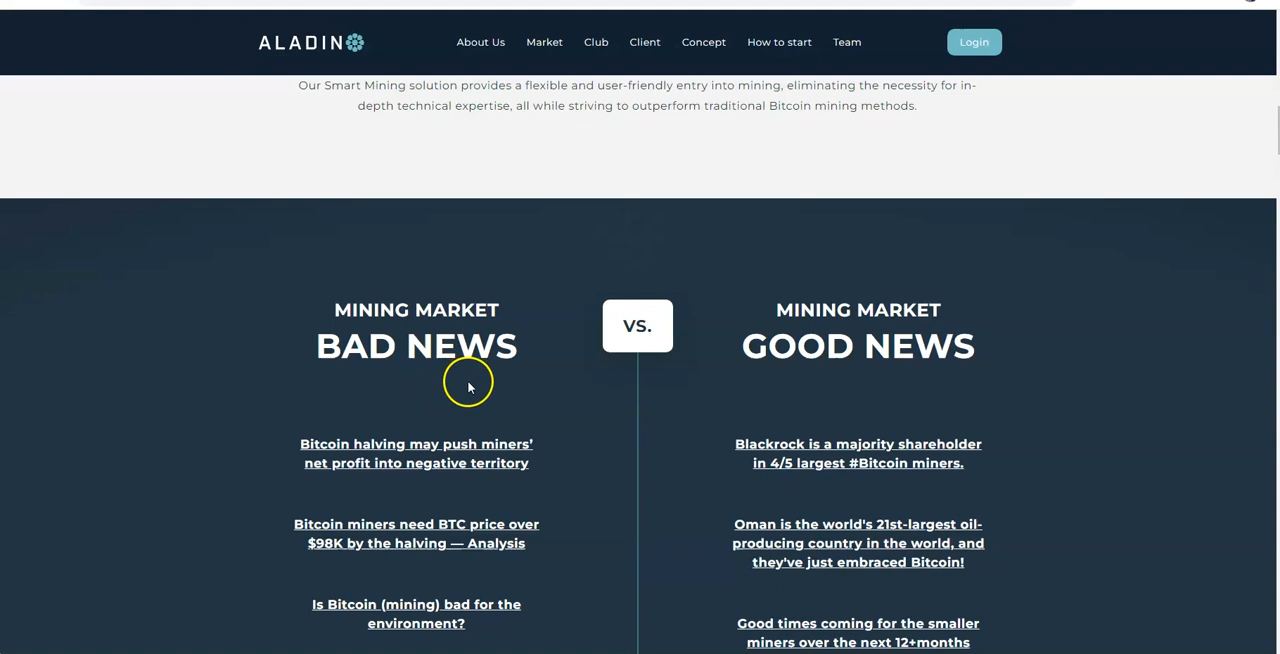 ALADIN
About Us
Market
Club
Client
Concept
How to start
Team
Login
Our Smart Mining solution provides a flexible and user-friendly entry into mining, eliminating the necessity for in-
depth technical expertise, all while striving to outperform traditional Bitcoin mining methods.
MINING MARKET
BAD NEWS
VS.
MINING MARKET
GOOD NEWS
Bitcoin halving may push miners’
net profit into negative territory
Bitcoin miners need BTC price over
$98K by the halving — Analysis
Is Bitcoin (mining) bad for the
environment?
Blackrock is a majority shareholder
in 4/5 largest #Bitcoin miners.
Oman is the world's 21st-largest oil-
producing country in the world, and
they've just embraced Bitcoin!
Good times coming for the smaller
miners over the next 12+months